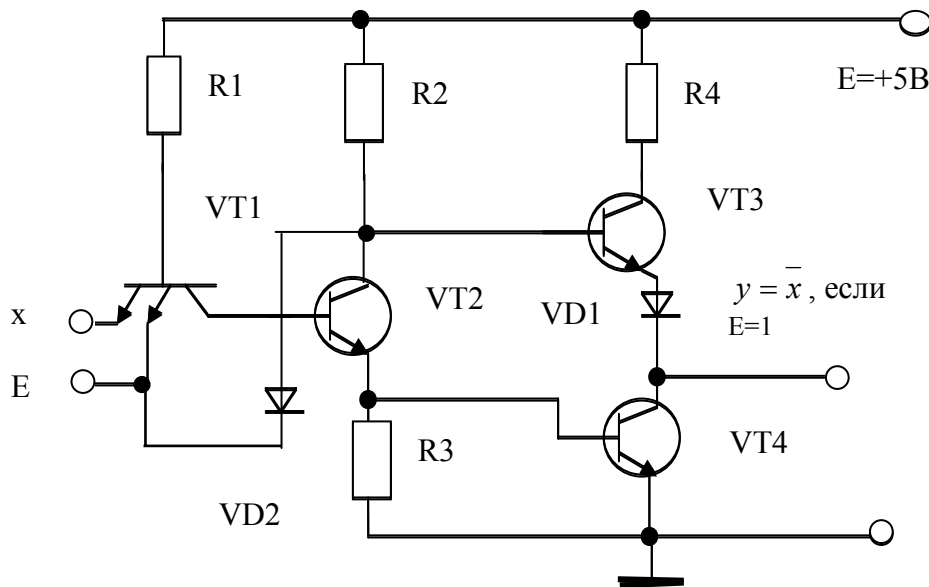 R1
R2
R4
E=+5В
VT1
VT3
VT2
VD1
y = x̅ , если
E=1
x
E
R3
VT4
VD2